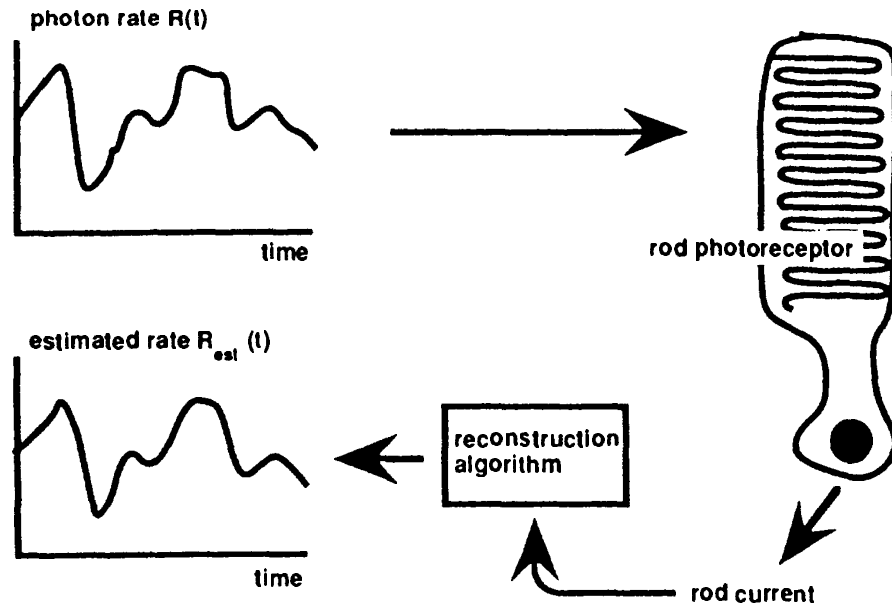 photon rate R(t)
time
rod photoreceptor
estimated rate R_est (t)
reconstruction
algorithm
time
rod current